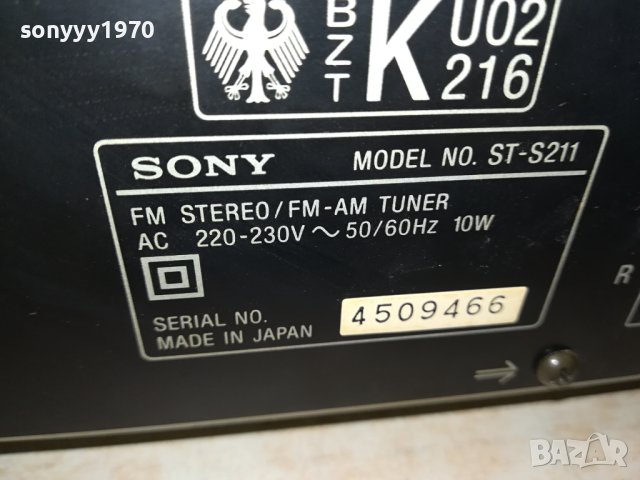 sonyyy1970
B
Z
T
K
U02
216
SONY MODEL NO. ST-S211
FM STEREO/FM-AM TUNER
AC 220-230V ~ 50/60Hz 10W
SERIAL NO. 4509466
MADE IN JAPAN
R
BAZAR